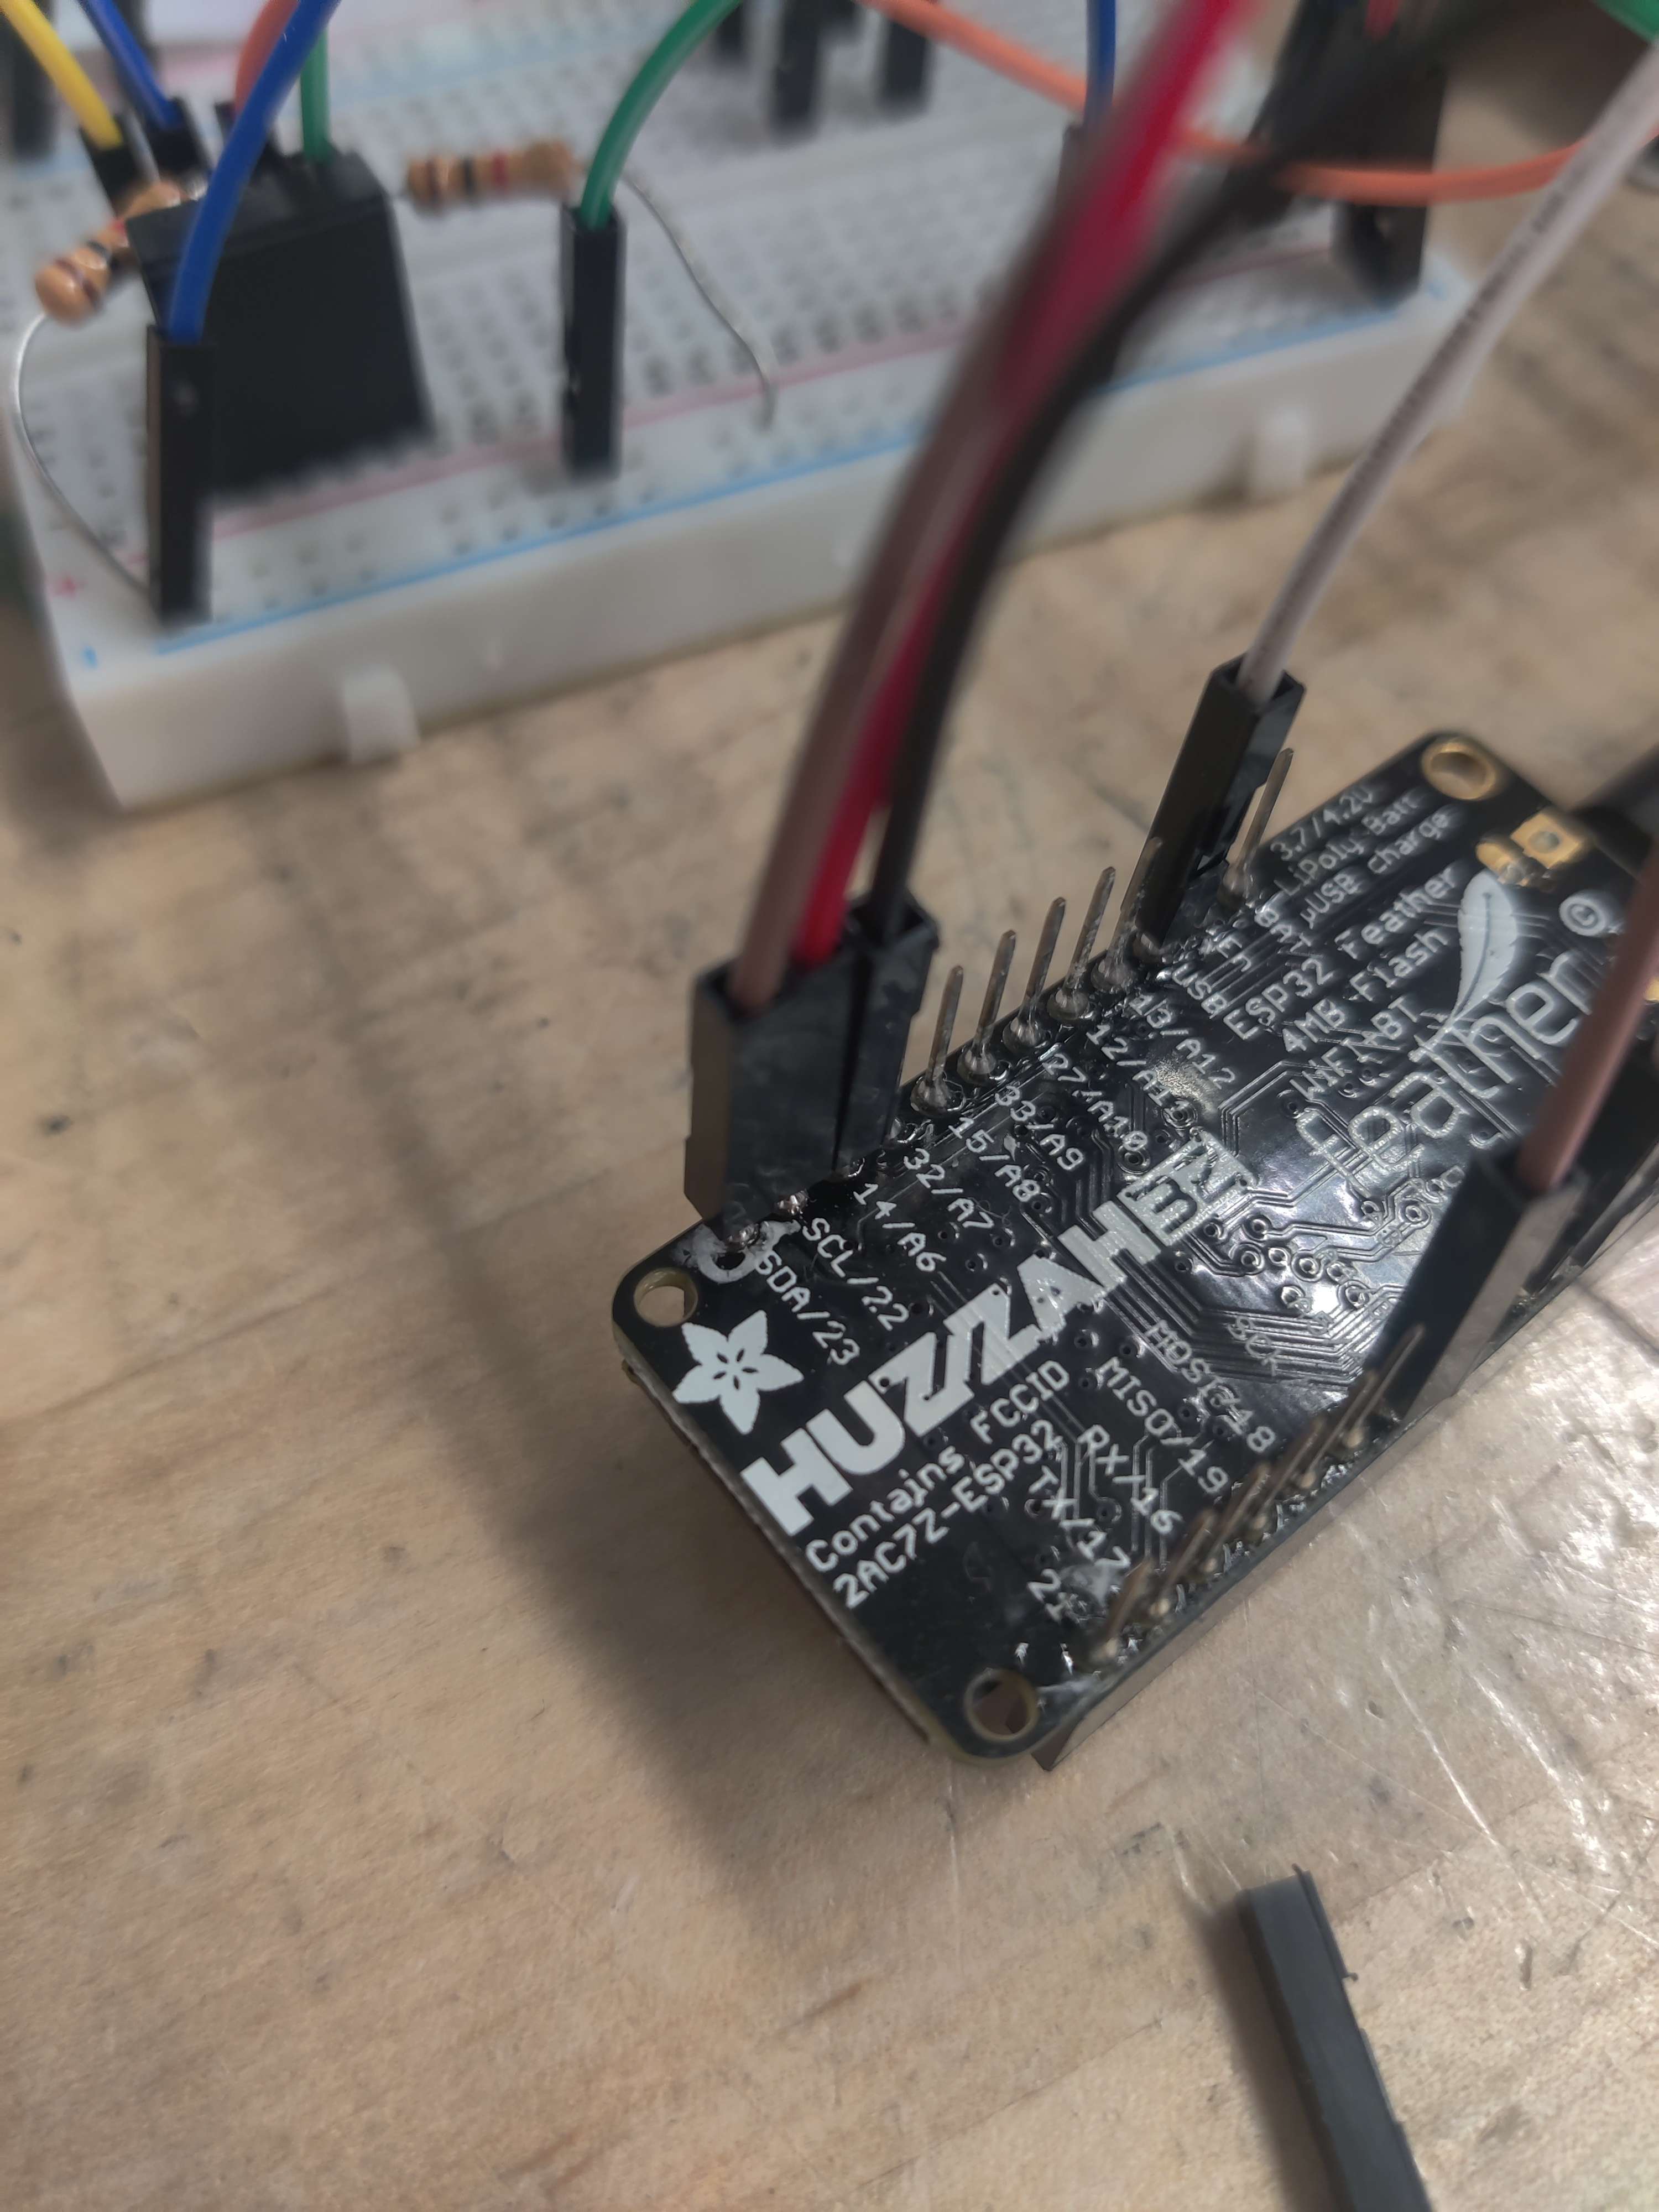 3.7/4.2V
LiPoly Batt
µUSB charge
ESP32 Feather
4MB Flash
WiFi+BT
©
feather
USB
13/A12
12/A11
27/A10
33/A9
15/A8
32/A7
14/A6
SCL/22
SDA/23
HUZZAH
SCK
MOSI/18
MISO/19
RX/16
TX/17
21
Contains FCCID
2AC7Z-ESP32
1